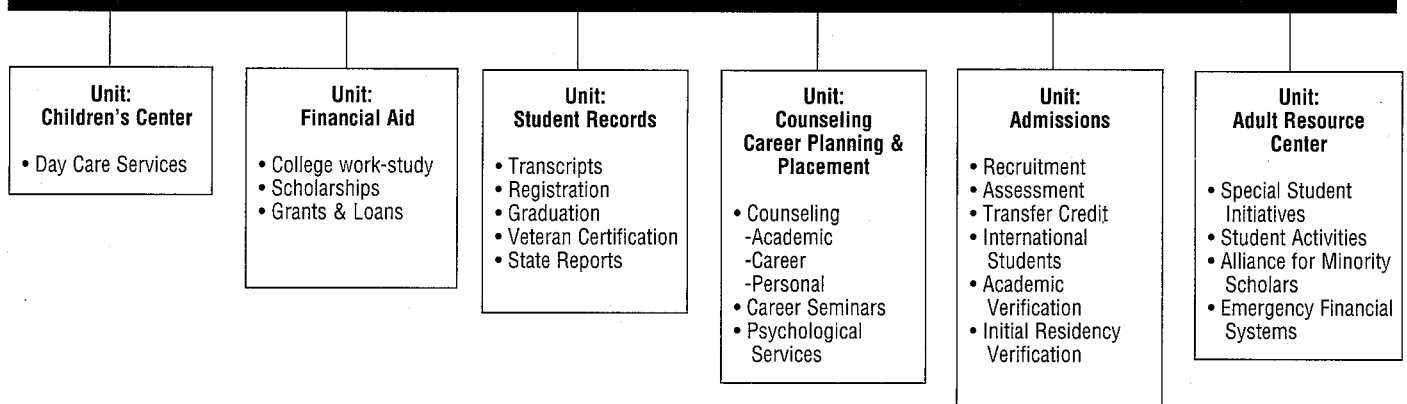 Unit:
Children's Center
• Day Care Services
Unit:
Financial Aid
• College work-study
• Scholarships
• Grants & Loans
Unit:
Student Records
• Transcripts
• Registration
• Graduation
• Veteran Certification
• State Reports
Unit:
Counseling
Career Planning &
Placement
• Counseling
-Academic
-Career
-Personal
• Career Seminars
• Psychological
Services
Unit:
Admissions
• Recruitment
• Assessment
• Transfer Credit
• International
Students
• Academic
Verification
• Initial Residency
Verification
Unit:
Adult Resource
Center
• Special Student
Initiatives
• Student Activities
• Alliance for Minority
Scholars
• Emergency Financial
Systems